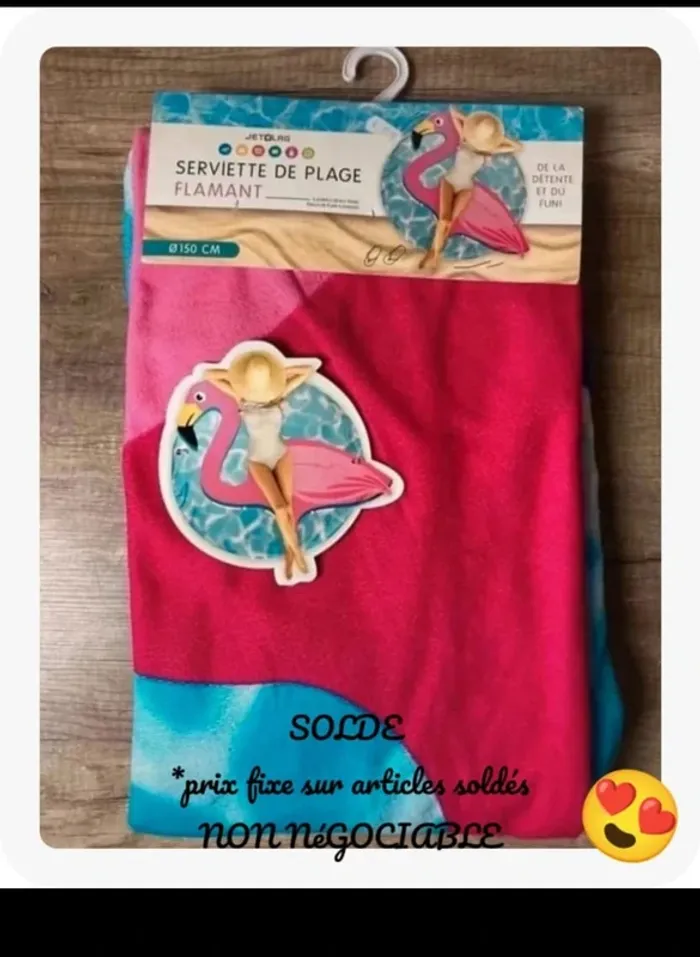 JETLAG
SERVIETTE DE PLAGE
FLAMANT
DE LA
DÉTENTE
ET DU
FUN!
Ø150 CM
SOLDE
*prix fixe sur articles soldés
NON NéGOCIABLE